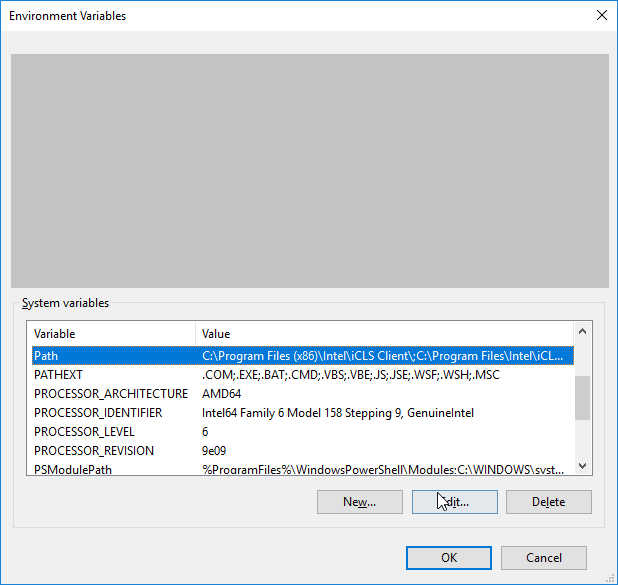 Environment Variables
System variables
Variable Value
Path C:\Program Files (x86)\Intel\iCLS Client\;C:\Program Files\Intel\iCL...
PATHEXT .COM;.EXE;.BAT;.CMD;.VBS;.VBE;.JS;.JSE;.WSF;.WSH;.MSC
PROCESSOR_ARCHITECTURE AMD64
PROCESSOR_IDENTIFIER Intel64 Family 6 Model 158 Stepping 9, GenuineIntel
PROCESSOR_LEVEL 6
PROCESSOR_REVISION 9e09
PSModulePath %ProgramFiles%\WindowsPowerShell\Modules;C:\WINDOWS\syst...
New... Edit... Delete
OK Cancel